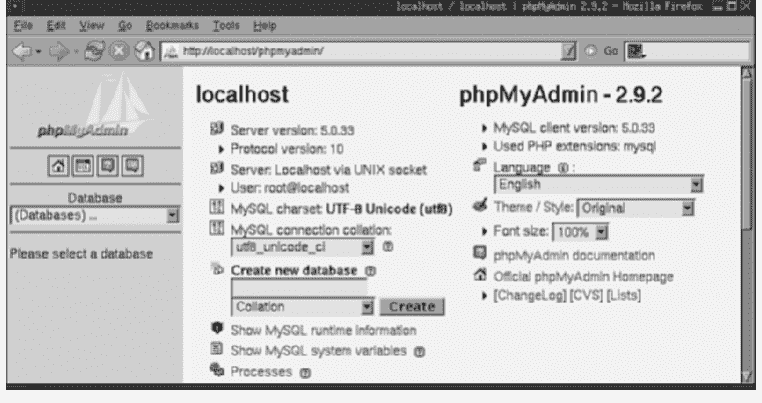 localhost / localhost | phpMyAdmin 2.9.2 - Mozilla Firefox
File Edit View Go Bookmarks Tools Help
http://localhost/phpmyadmin/
Go
phpMyAdmin
Database
(Databases) ...
Please select a database
localhost
Server version: 5.0.33
Protocol version: 10
Server: Localhost via UNIX socket
User: root@localhost
MySQL charset: UTF-8 Unicode (utf8)
MySQL connection collation:
utf8_unicode_ci
Create new database
Collation
Create
Show MySQL runtime information
Show MySQL system variables
Processes
phpMyAdmin - 2.9.2
MySQL client version: 5.0.33
Used PHP extensions: mysql
Language :
English
Theme / Style: Original
Font size: 100%
phpMyAdmin documentation
Official phpMyAdmin Homepage
[ChangeLog] [CVS] [Lists]